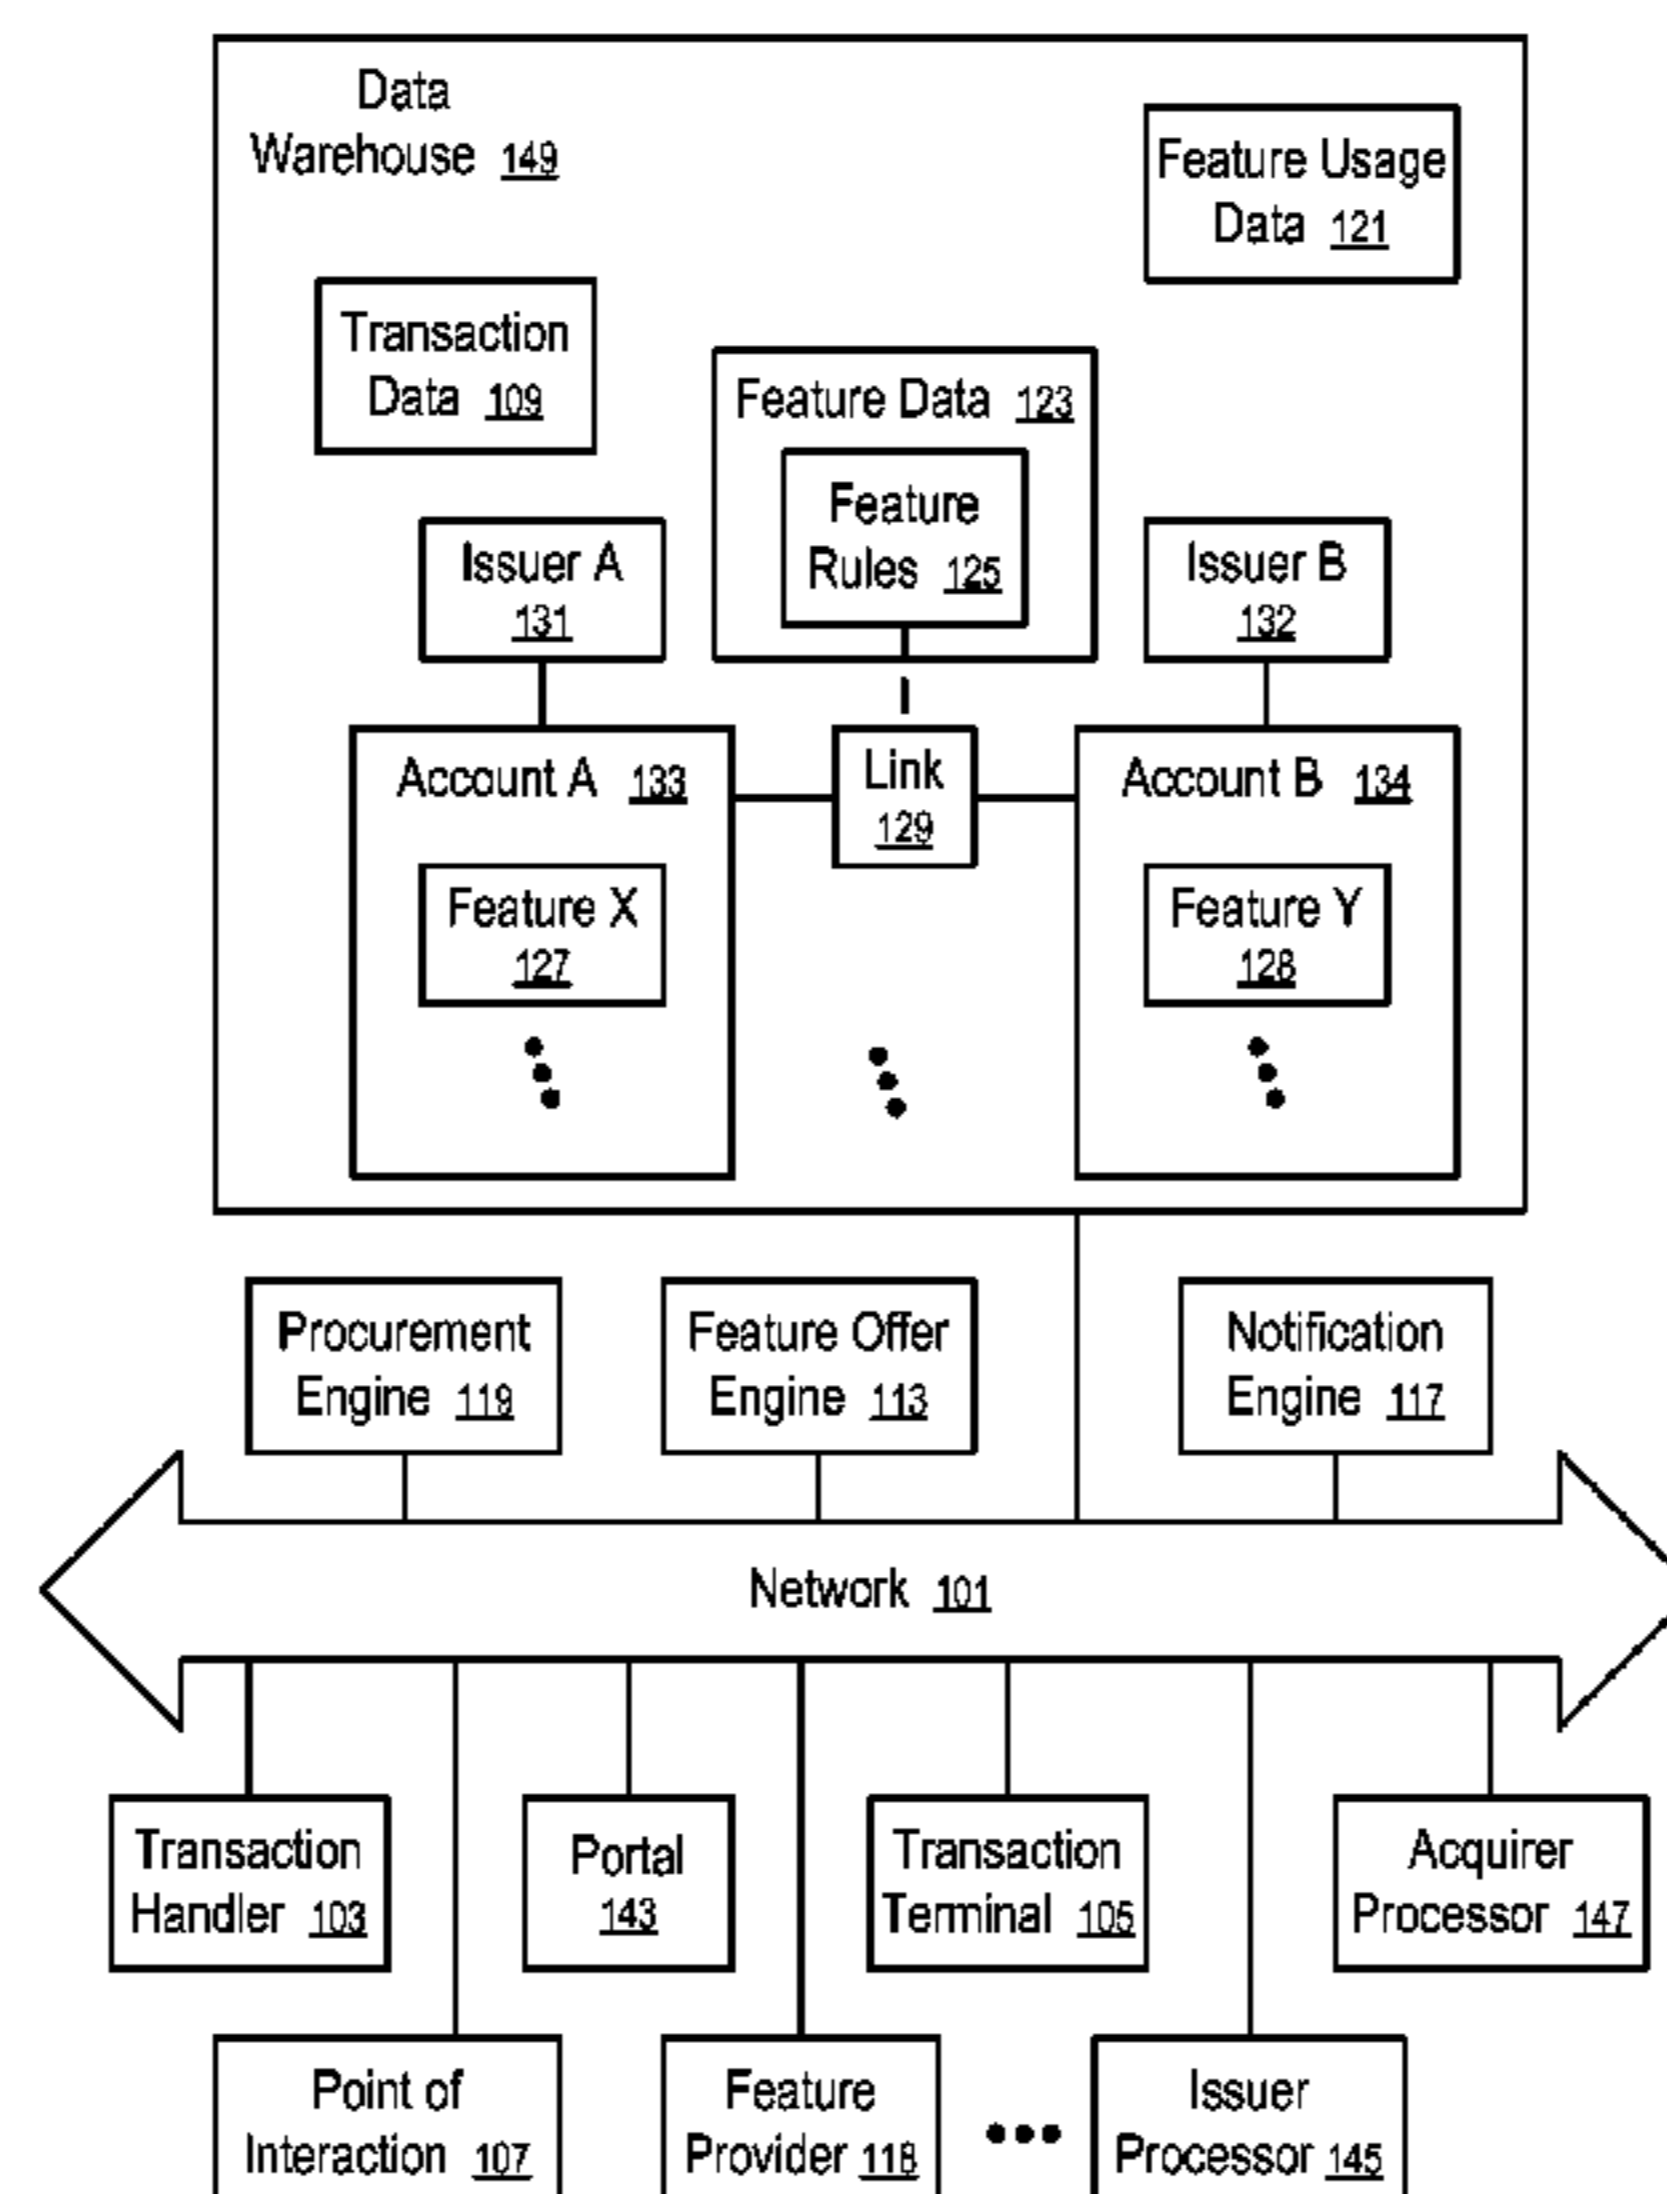 Data
Warehouse 149
Feature Usage
Data 121
Transaction
Data 109
Feature Data 123
Feature
Rules 125
Issuer A
131
Issuer B
132
Account A 133
Link
129
Account B 134
Feature X
127
Feature Y
128
Procurement
Engine 119
Feature Offer
Engine 113
Notification
Engine 117
Network 101
Transaction
Handler 103
Portal
143
Transaction
Terminal 105
Acquirer
Processor 147
Point of
Interaction 107
Feature
Provider 118
Issuer
Processor 145